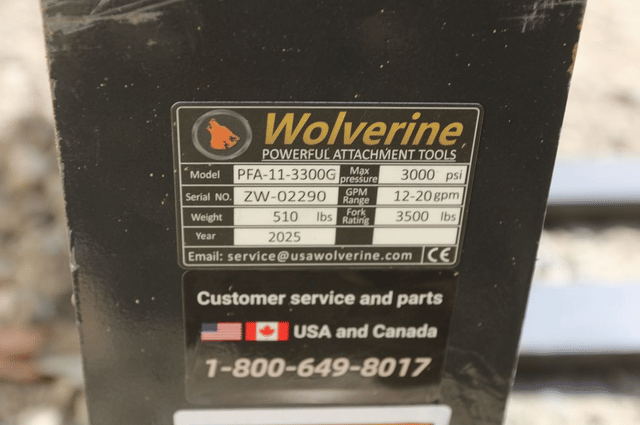 Wolverine
POWERFUL ATTACHMENT TOOLS
Model PFA-11-3300G Max pressure 3000 psi
Serial NO. ZW-02290 GPM Range 12-20gpm
Weight 510 lbs Fork Rating 3500 lbs
Year 2025
Email: service@usawolverine.com CE
Customer service and parts
USA and Canada
1-800-649-8017